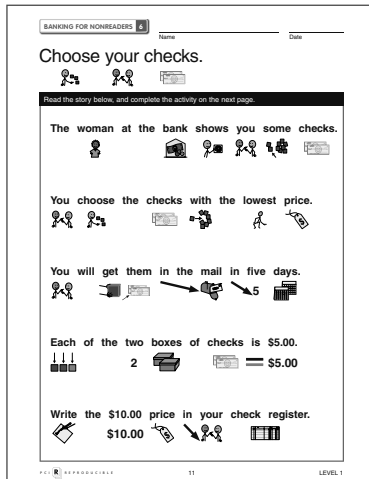 BANKING FOR NONREADERS 6
Name Date
Choose your checks.
Read the story below, and complete the activity on the next page.
The woman at the bank shows you some checks.
You choose the checks with the lowest price.
You will get them in the mail in five days.
5
Each of the two boxes of checks is $5.00.
2 $5.00
Write the $10.00 price in your check register.
$10.00
PCI R REPRODUCIBLE 11 LEVEL 1